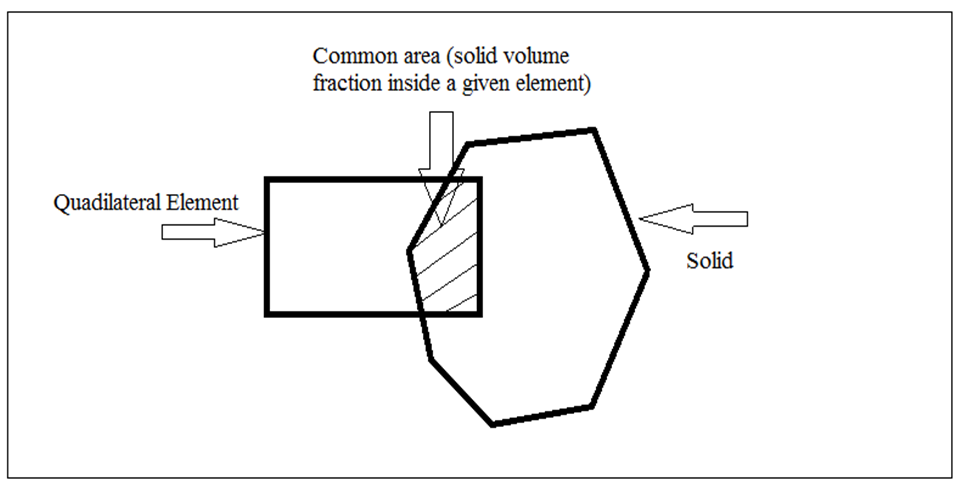 Common area (solid volume
fraction inside a given element)
Quadilateral Element
Solid